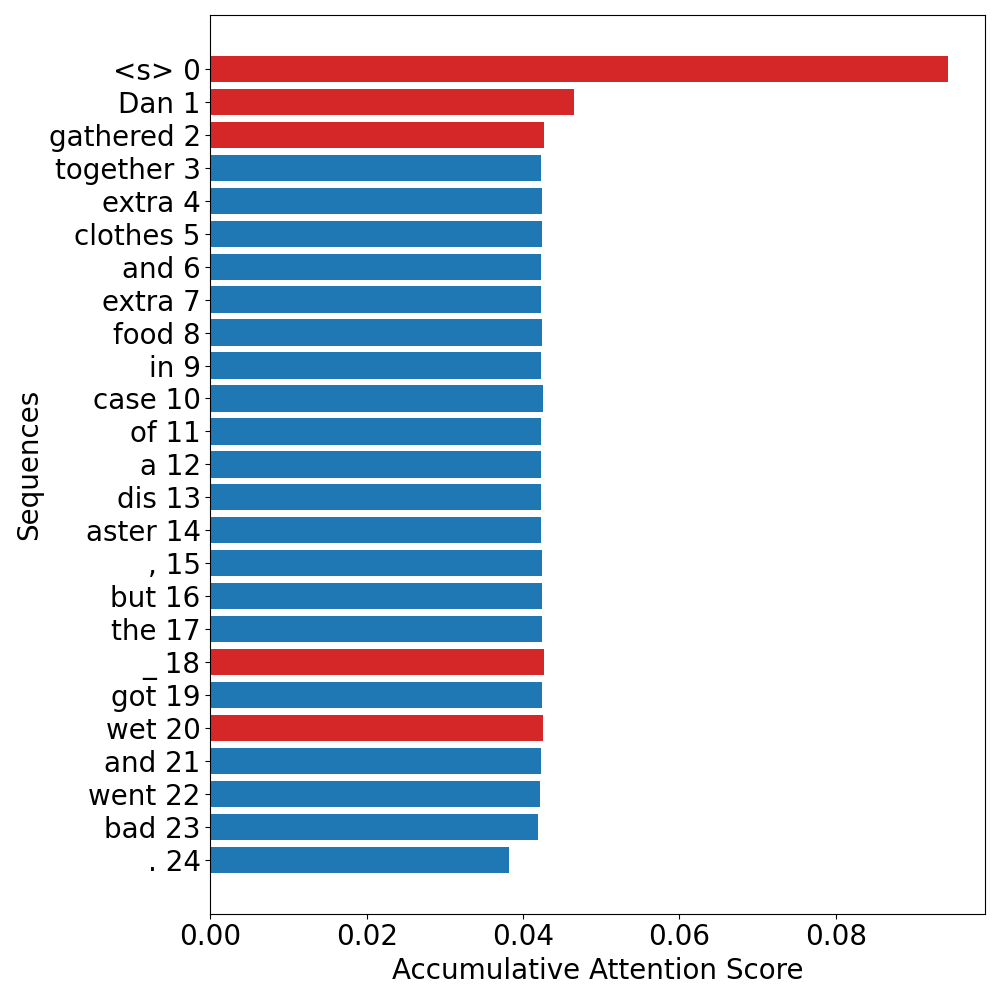 <s> 0
Dan 1
gathered 2
together 3
extra 4
clothes 5
and 6
extra 7
food 8
in 9
case 10
of 11
a 12
dis 13
aster 14
, 15
but 16
the 17
_ 18
got 19
wet 20
and 21
went 22
bad 23
. 24
Sequences
0.00 0.02 0.04 0.06 0.08
Accumulative Attention Score